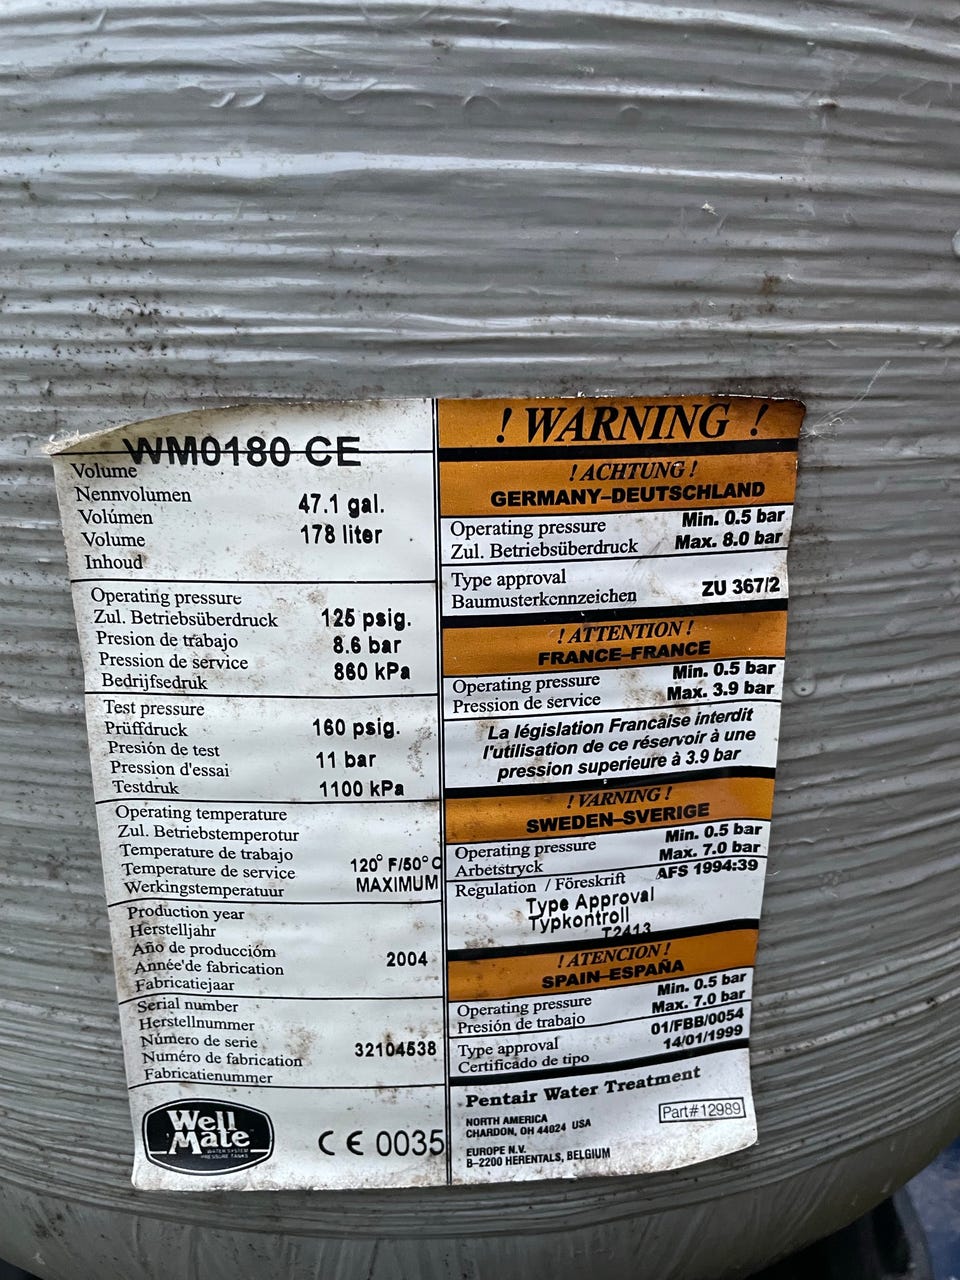 WM0180 CE
Volume
Nennvolumen
Volúmen
Volume
Inhoud
47.1 gal.
178 liter
Operating pressure
Zul. Betriebsüberdruck
Presion de trabajo
Pression de service
Bedrijfsedruk
125 psig.
8.6 bar
860 kPa
Test pressure
Prüffdruck
Presión de test
Pression d'essai
Testdruk
160 psig.
11 bar
1100 kPa
Operating temperature
Zul. Betriebstemperotur
Temperature de trabajo
Temperature de service
Werkingstemperatuur
120° F/50° C
MAXIMUM
Production year
Herstelljahr
Año de produccióm
Année'de fabrication
Fabricatiejaar
2004
Serial number
Herstellnummer
Número de serie
Numéro de fabrication
Fabricatienummer
32104538
Well
Mate
WATER SYSTEM
PRESSURE TANKS
CE 0035
! WARNING !
! ACHTUNG !
GERMANY–DEUTSCHLAND
Operating pressure Min. 0.5 bar
Zul. Betriebsüberdruck Max. 8.0 bar
Type approval
Baumusterkcnnzeichen ZU 367/2
! ATTENTION !
FRANCE–FRANCE
Operating pressure Min. 0.5 bar
Pression de service Max. 3.9 bar
La législation Francaise interdit
l'utilisation de ce réservoir à une
pression superieure à 3.9 bar
! VARNING !
SWEDEN–SVERIGE
Operating pressure Min. 0.5 bar
Arbetstryck Max. 7.0 bar
Regulation / Föreskrift AFS 1994:39
Type Approval
Typkontroll
T2413
! ATENCION !
SPAIN–ESPAÑA
Operating pressure Min. 0.5 bar
Presión de trabajo Max. 7.0 bar
Type approval 01/FBB/0054
Certificado de tipo 14/01/1999
Pentair Water Treatment
NORTH AMERICA
CHARDON, OH 44024 USA
Part#12989
EUROPE N.V.
B–2200 HERENTALS, BELGIUM